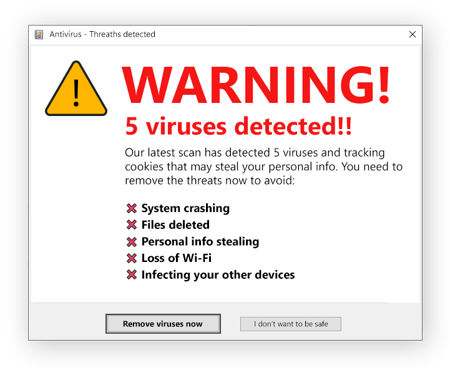 Antivirus - Threaths detected
WARNING!
5 viruses detected!!
Our latest scan has detected 5 viruses and tracking
cookies that may steal your personal info. You need to
remove the threats now to avoid:
System crashing
Files deleted
Personal info stealing
Loss of Wi-Fi
Infecting your other devices
Remove viruses now
I don't want to be safe